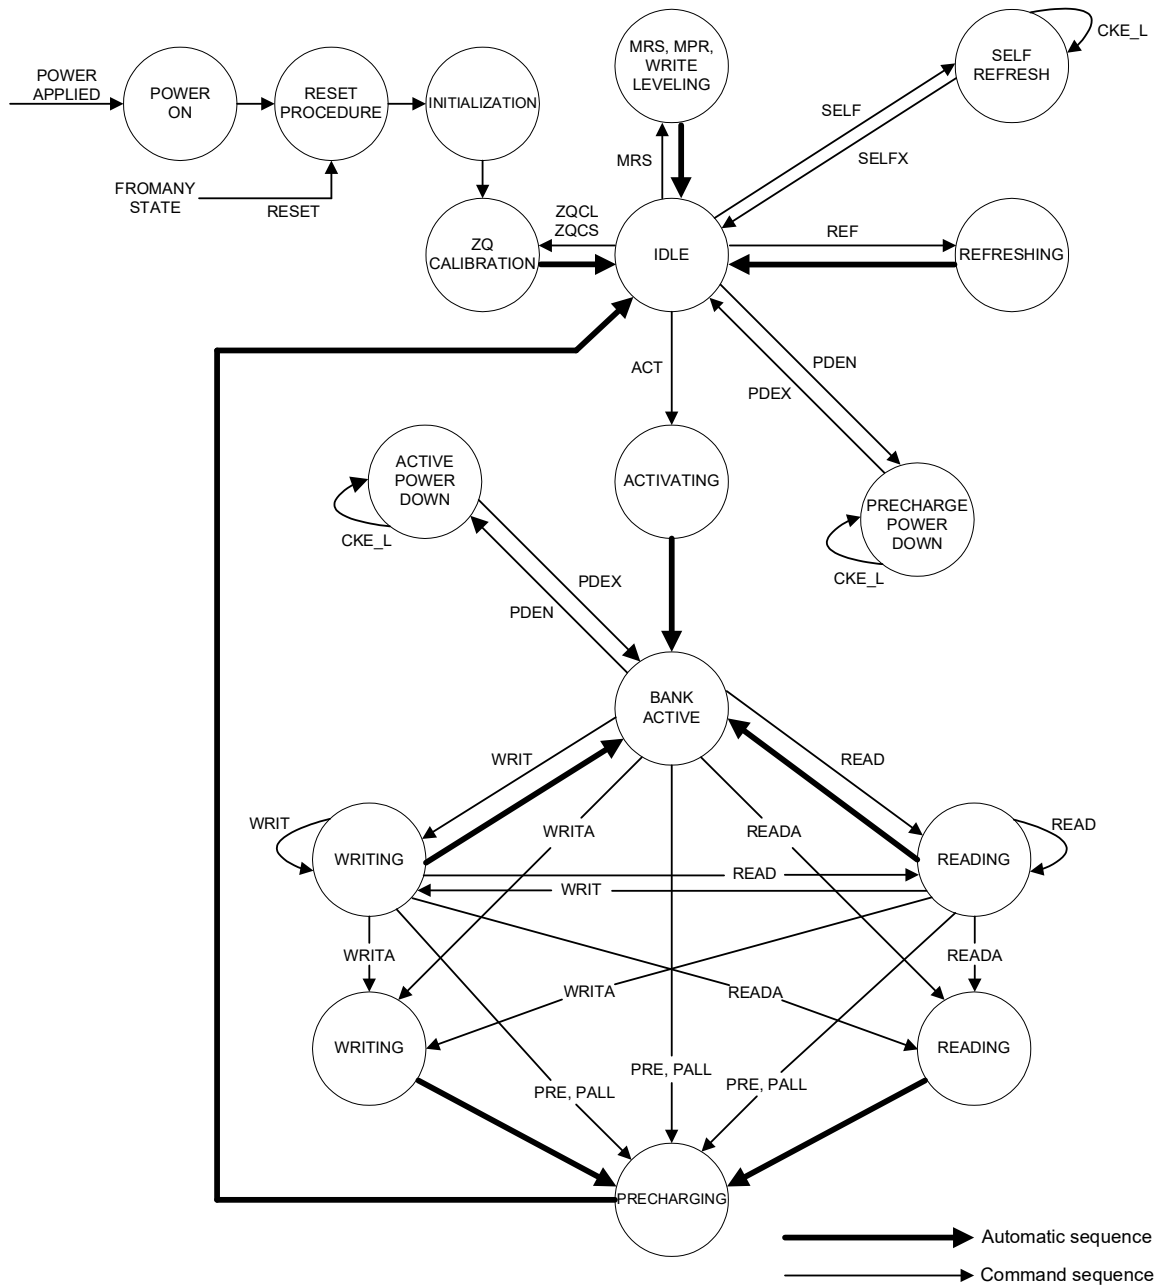 POWER
APPLIED
POWER
ON
RESET
PROCEDURE
INITIALIZATION
FROMANY
STATE
RESET
MRS, MPR,
WRITE
LEVELING
MRS
SELF
REFRESH
CKE_L
SELF
SELFX
ZQCL
ZQCS
ZQ
CALIBRATION
IDLE
REF
REFRESHING
ACT
PDEN
PDEX
ACTIVE
POWER
DOWN
CKE_L
ACTIVATING
PRECHARGE
POWER
DOWN
CKE_L
PDEX
PDEN
BANK
ACTIVE
WRIT
READ
WRIT
WRITA
READA
READ
WRITING
READ
WRIT
READING
WRITA
READA
WRITA
READA
WRITING
READING
PRE, PALL
PRE, PALL
PRE, PALL
PRECHARGING
Automatic sequence
Command sequence